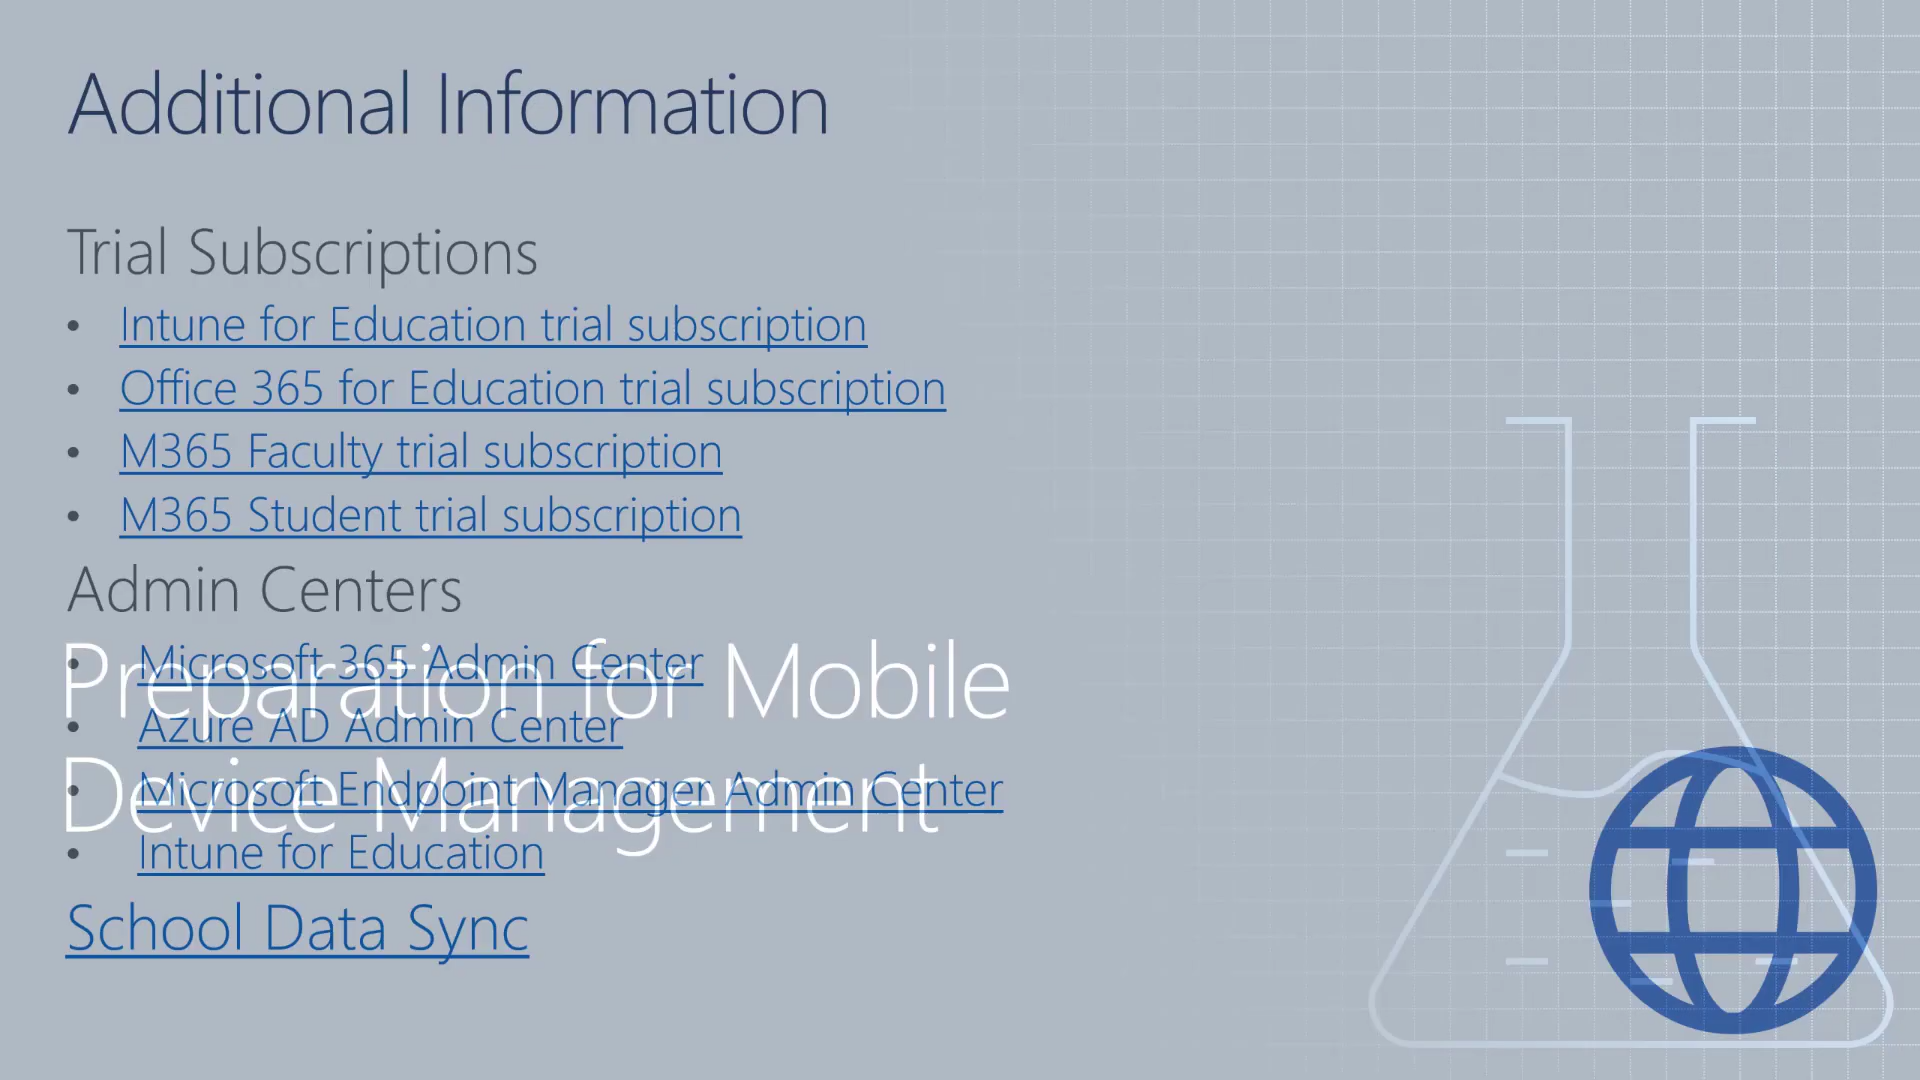 Additional Information
Trial Subscriptions
• Intune for Education trial subscription
• Office 365 for Education trial subscription
• M365 Faculty trial subscription
• M365 Student trial subscription
Admin Centers
• Microsoft 365 Admin Center
Preparation for Mobile
• Azure AD Admin Center
• Microsoft Endpoint Manager Admin Center
Device Management
• Intune for Education
School Data Sync